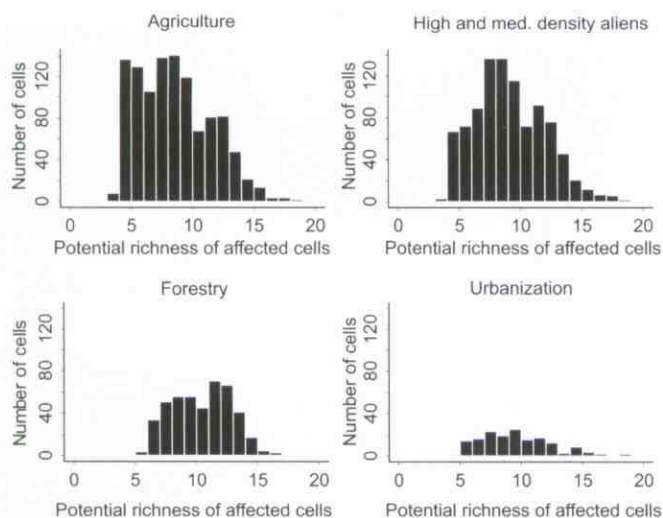 Agriculture
Number of cells
0 40 80 120
0 5 10 15 20
Potential richness of affected cells
High and med. density aliens
Number of cells
0 40 80 120
0 5 10 15 20
Potential richness of affected cells
Forestry
Number of cells
0 40 80 120
0 5 10 15 20
Potential richness of affected cells
Urbanization
Number of cells
0 40 80 120
0 5 10 15 20
Potential richness of affected cells